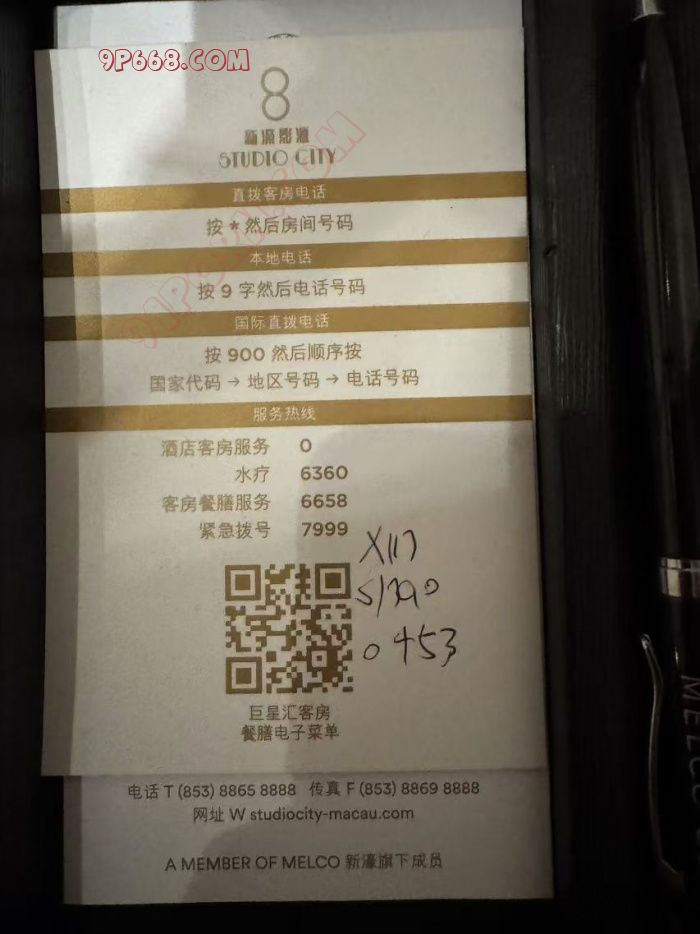 9P668.COM
8
新濠影滙
STUDIO CITY
直拨客房电话
按 * 然后房间号码
本地电话
按 9 字然后电话号码
国际直拨电话
按 900 然后顺序按
国家代码 → 地区号码 → 电话号码
服务热线
酒店客房服务 0
水疗 6360
客房餐膳服务 6658
紧急拨号 7999
X117
0453
巨星汇客房
餐膳电子菜单
电话 T (853) 8865 8888 传真 F (853) 8869 8888
网址 W studiocity-macau.com
A MEMBER OF MELCO 新濠旗下成员
MELCO